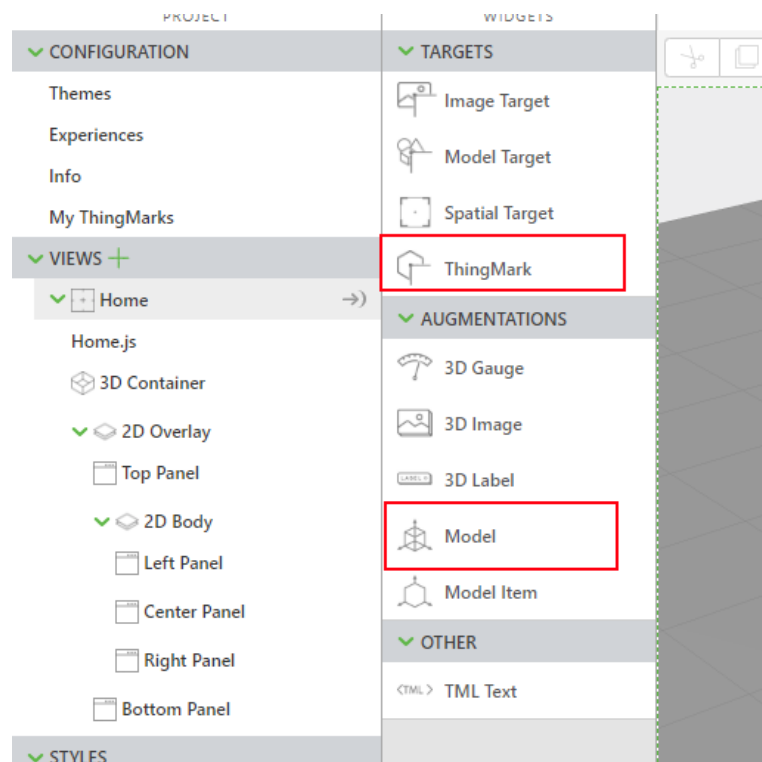 PROJECT
CONFIGURATION
Themes
Experiences
Info
My ThingMarks
VIEWS
Home
Home.js
3D Container
2D Overlay
Top Panel
2D Body
Left Panel
Center Panel
Right Panel
Bottom Panel
STYLES
WIDGETS
TARGETS
Image Target
Model Target
Spatial Target
ThingMark
AUGMENTATIONS
3D Gauge
3D Image
3D Label
Model
Model Item
OTHER
<TML> TML Text